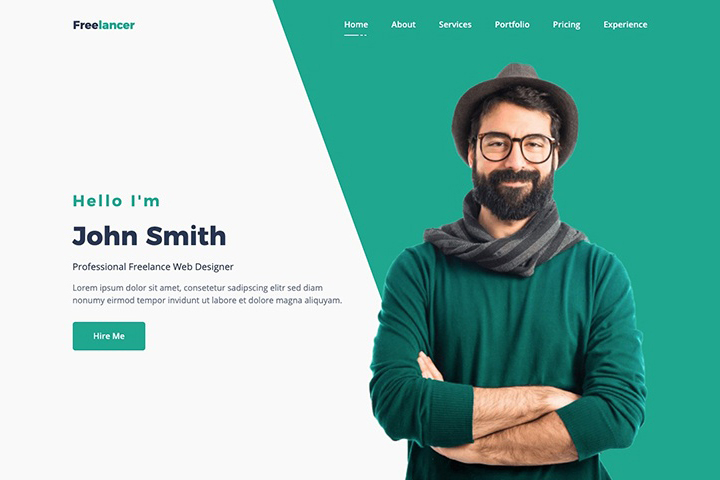 Freelancer
Home About Services Portfolio Pricing Experience
Hello I'm
John Smith
Professional Freelance Web Designer
Lorem ipsum dolor sit amet, consetetur sadipscing elitr sed diam
nonumy eirmod tempor invidunt ut labore et dolore magna aliquyam.
Hire Me